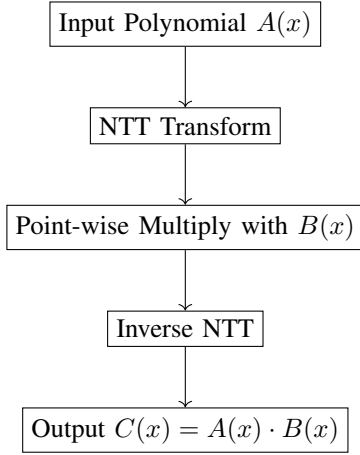 Input Polynomial A(x)
NTT Transform
Point-wise Multiply with B(x)
Inverse NTT
Output C(x) = A(x) · B(x)